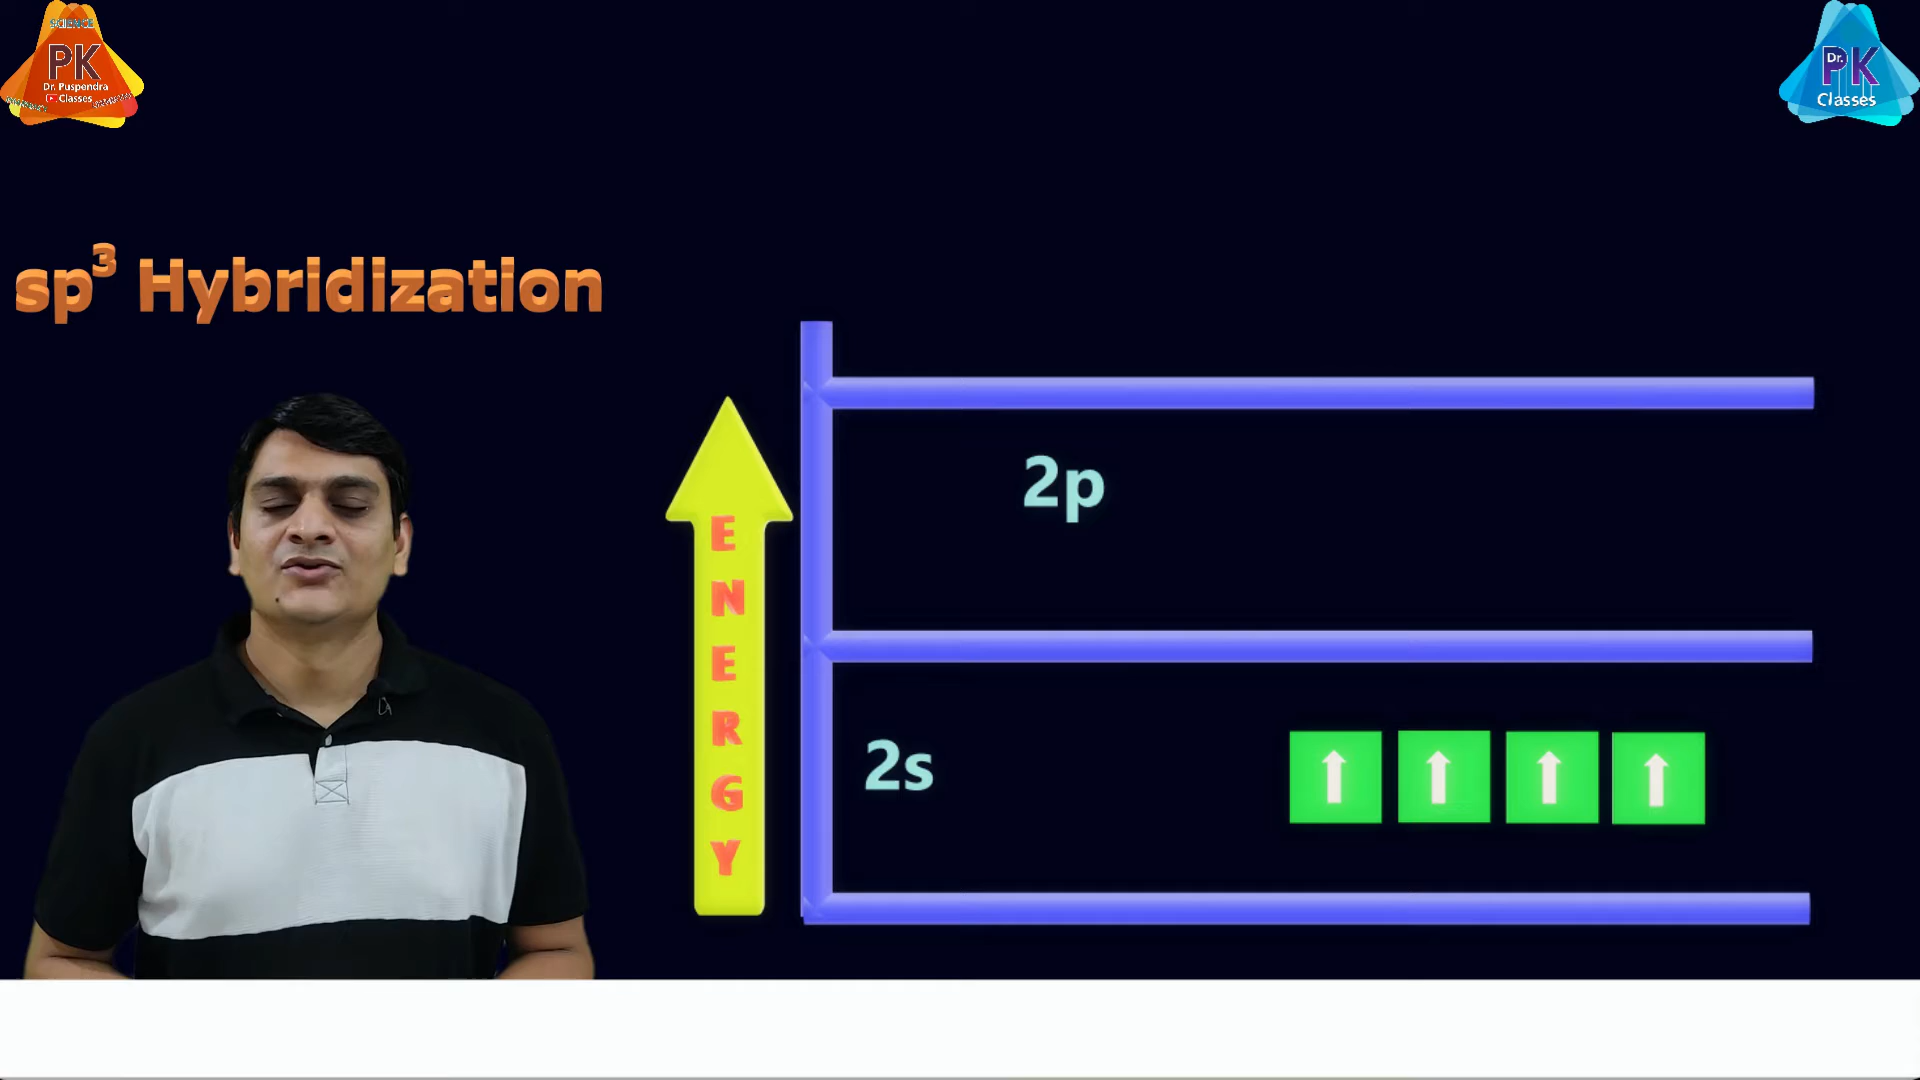 SCIENCE
PK
Dr. Puspendra
Classes
Dr.
PK
Classes
sp³ Hybridization
2p
ENERGY
2s